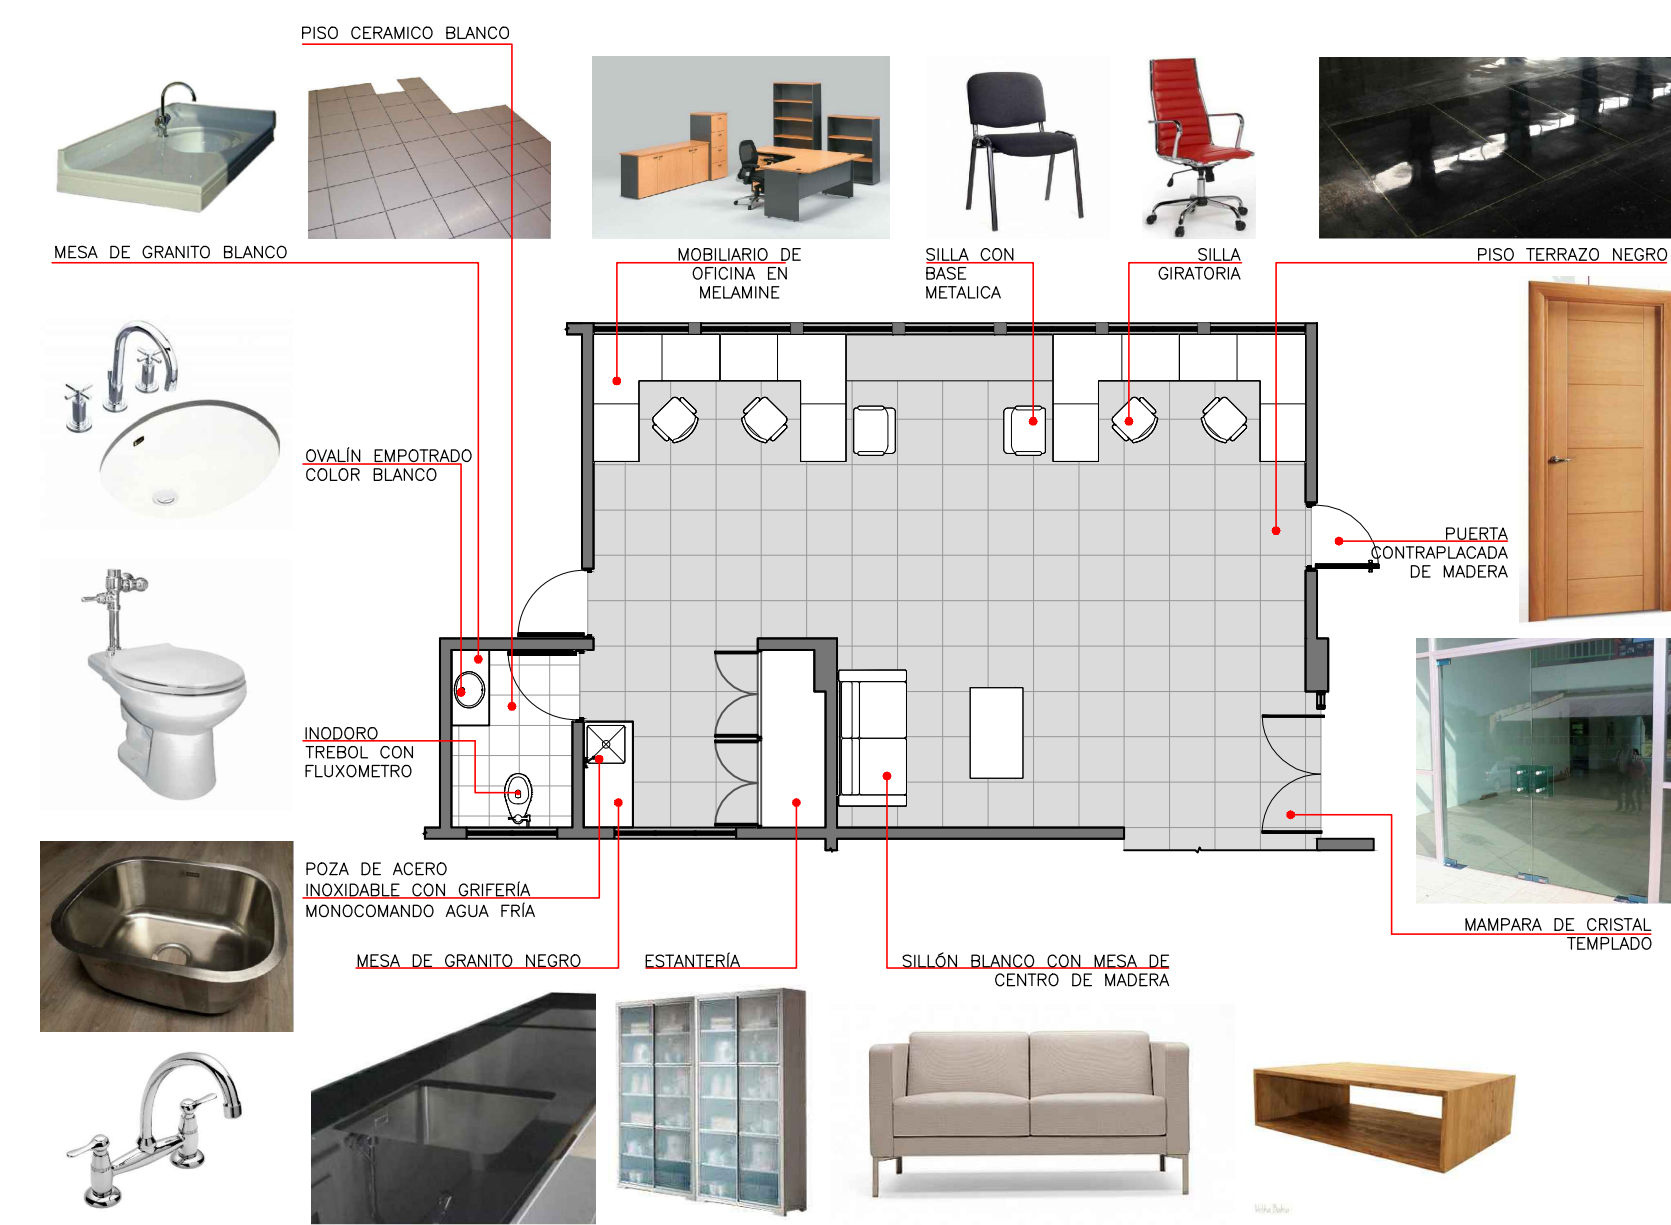 PISO CERAMICO BLANCO
MESA DE GRANITO BLANCO
MOBILIARIO DE
OFICINA EN
MELAMINE
SILLA CON
BASE
METALICA
SILLA
GIRATORIA
PISO TERRAZO NEGRO
OVALÍN EMPOTRADO
COLOR BLANCO
PUERTA
CONTRAPLACADA
DE MADERA
INODORO
TREBOL CON
FLUXOMETRO
POZA DE ACERO
INOXIDABLE CON GRIFERÍA
MONOCOMANDO AGUA FRÍA
MAMPARA DE CRISTAL
TEMPLADO
MESA DE GRANITO NEGRO
ESTANTERÍA
SILLÓN BLANCO CON MESA DE
CENTRO DE MADERA